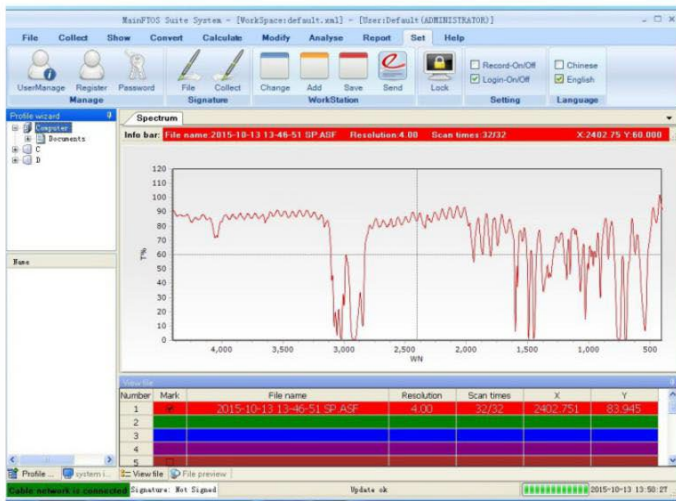 MainFTOS Suite System - [WorkSpace:default.xml] - [User:Default(ADMINISTRATOR)]
File Collect Show Convert Calculate Modify Analyse Report Set Help
UserManage Register Password File Collect Change Add Save Send Lock
Record-On/Off Chinese
Login-On/Off English
Manage Signature WorkStation Setting Language
Profile wizard
Computer
Documents
C
D
Name
Spectrum
Info bar: File name:2015-10-13 13-46-51 SP.ASF Resolution:4.00 Scan times:32/32 X:2402.75 Y:60.000
120
110
100
90
80
70
60
50
40
30
20
10
0
T%
4,000 3,500 3,000 2,500 2,000 1,500 1,000 500
WN
View file
Number Mark File name Resolution Scan times X Y
1 2015-10-13 13-46-51 SP.ASF 4.00 32/32 2402.751 83.945
2
3
4
5
Profile ... system i... View file File preview
Cable network is connected Signature: Not Signed Update ok 2015-10-13 13:50:27